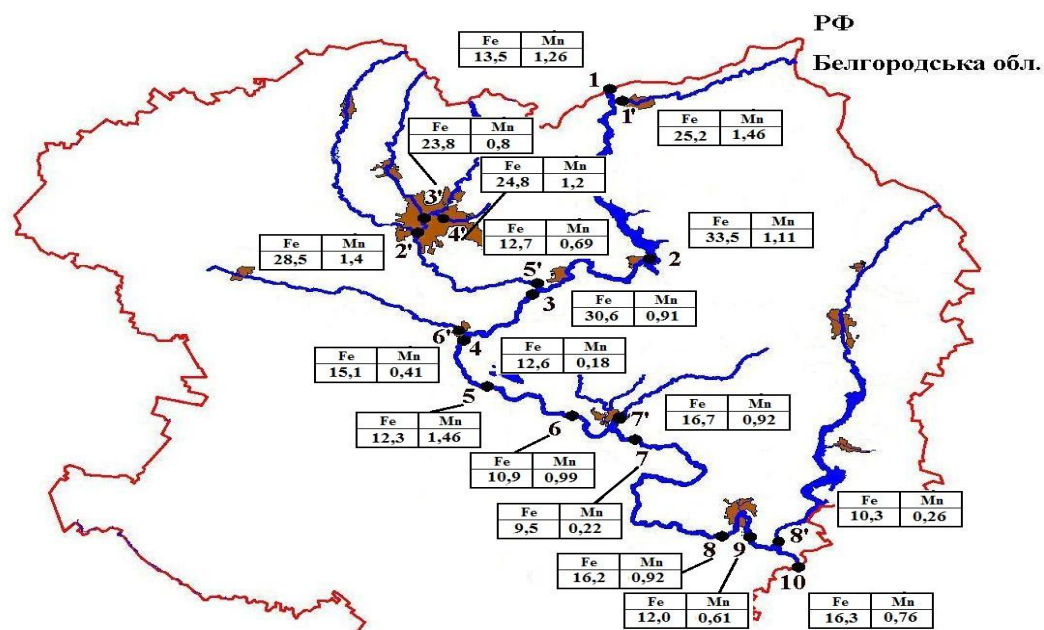 РФ
Белгородська обл.
Fe Mn
13,5 1,26
1
1'
Fe Mn
25,2 1,46
Fe Mn
23,8 0,8
Fe Mn
24,8 1,2
3'
4'
2'
Fe Mn
12,7 0,69
Fe Mn
33,5 1,11
Fe Mn
28,5 1,4
2
5'
3
Fe Mn
30,6 0,91
6'
4
Fe Mn
12,6 0,18
Fe Mn
15,1 0,41
5
Fe Mn
12,3 1,46
6
7'
Fe Mn
16,7 0,92
7
Fe Mn
10,9 0,99
Fe Mn
9,5 0,22
Fe Mn
10,3 0,26
8
9
8'
10
Fe Mn
16,2 0,92
Fe Mn
12,0 0,61
Fe Mn
16,3 0,76